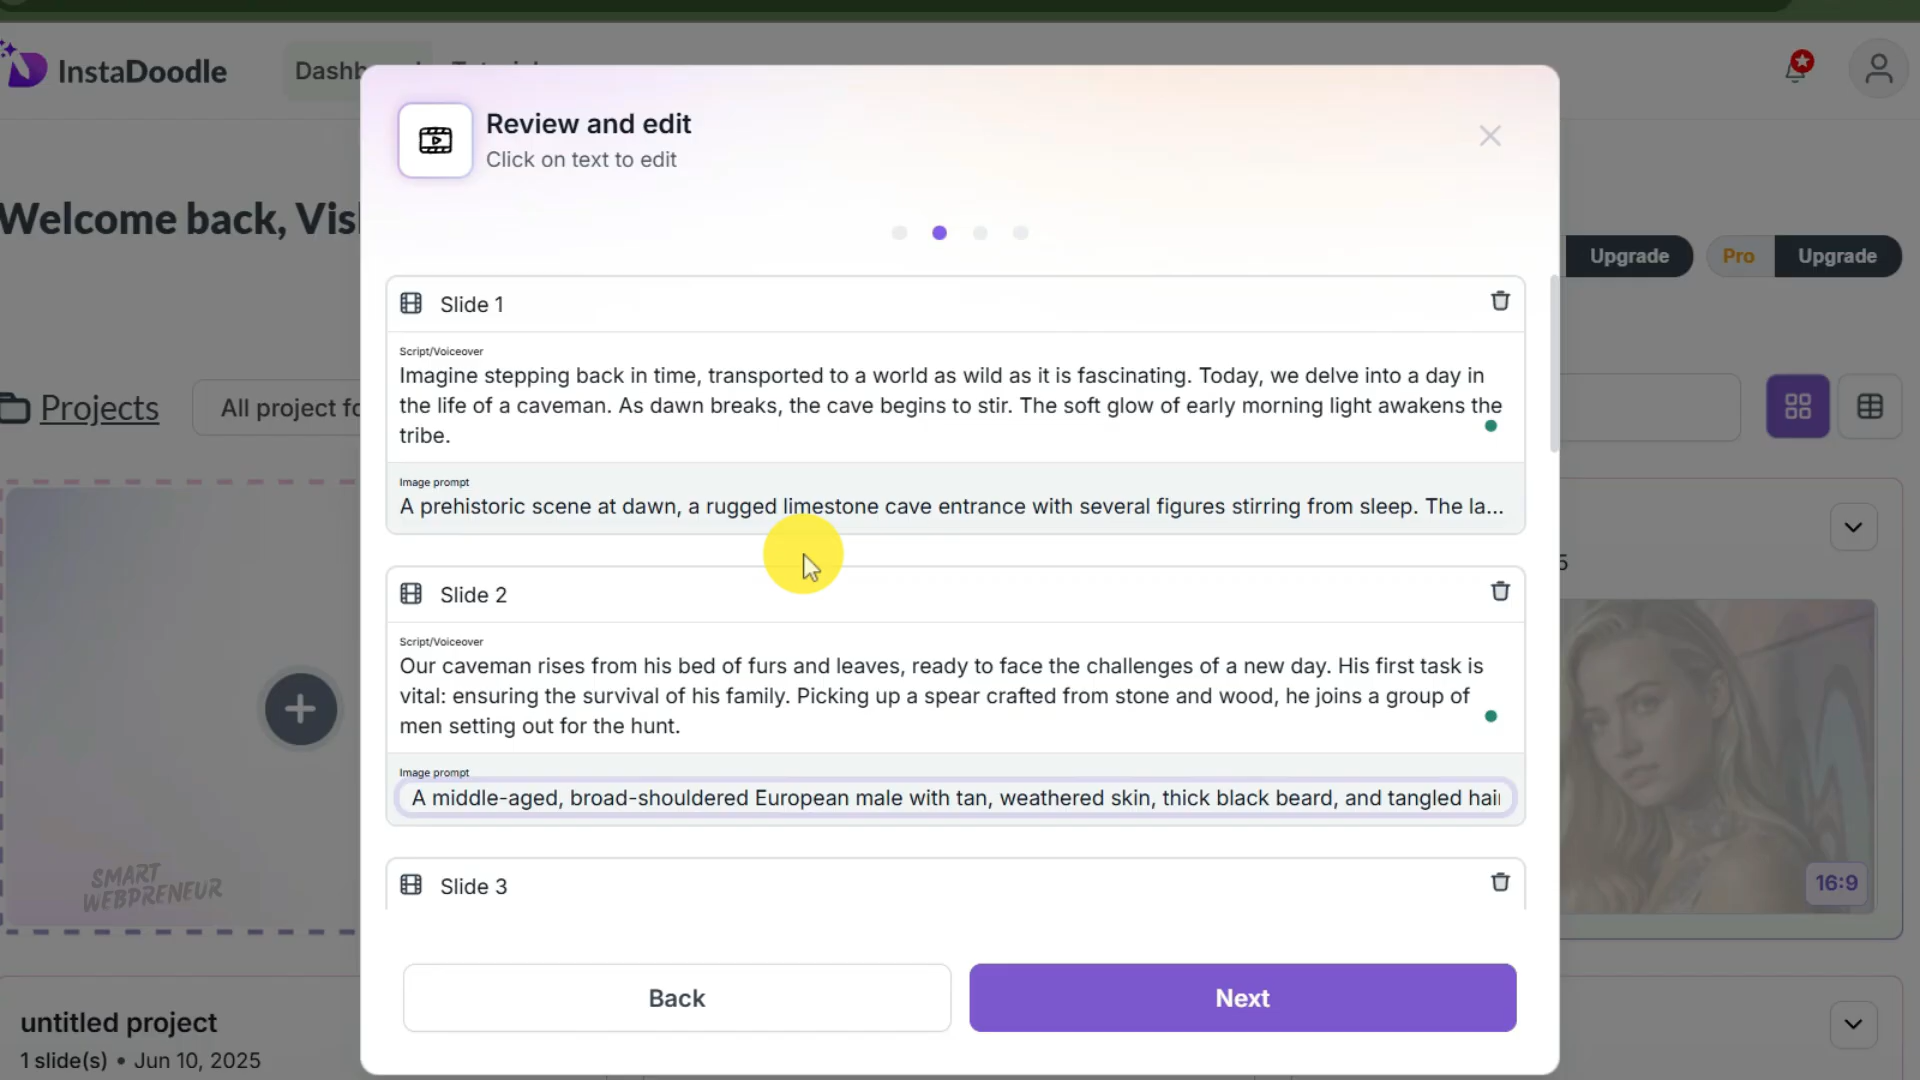 InstaDoodle
Review and edit
Click on text to edit
Welcome back,
Upgrade
Pro
Upgrade
Projects
All project
Slide 1
Script/Voiceover
Imagine stepping back in time, transported to a world as wild as it is fascinating. Today, we delve into a day in
the life of a caveman. As dawn breaks, the cave begins to stir. The soft glow of early morning light awakens the
tribe.
Image prompt
A prehistoric scene at dawn, a rugged limestone cave entrance with several figures stirring from sleep. The la...
Slide 2
Script/Voiceover
Our caveman rises from his bed of furs and leaves, ready to face the challenges of a new day. His first task is
vital: ensuring the survival of his family. Picking up a spear crafted from stone and wood, he joins a group of
men setting out for the hunt.
Image prompt
A middle-aged, broad-shouldered European male with tan, weathered skin, thick black beard, and tangled hair
Slide 3
SMART
WEBPRENEUR
16:9
Back
Next
untitled project
1 slide(s) • Jun 10, 2025